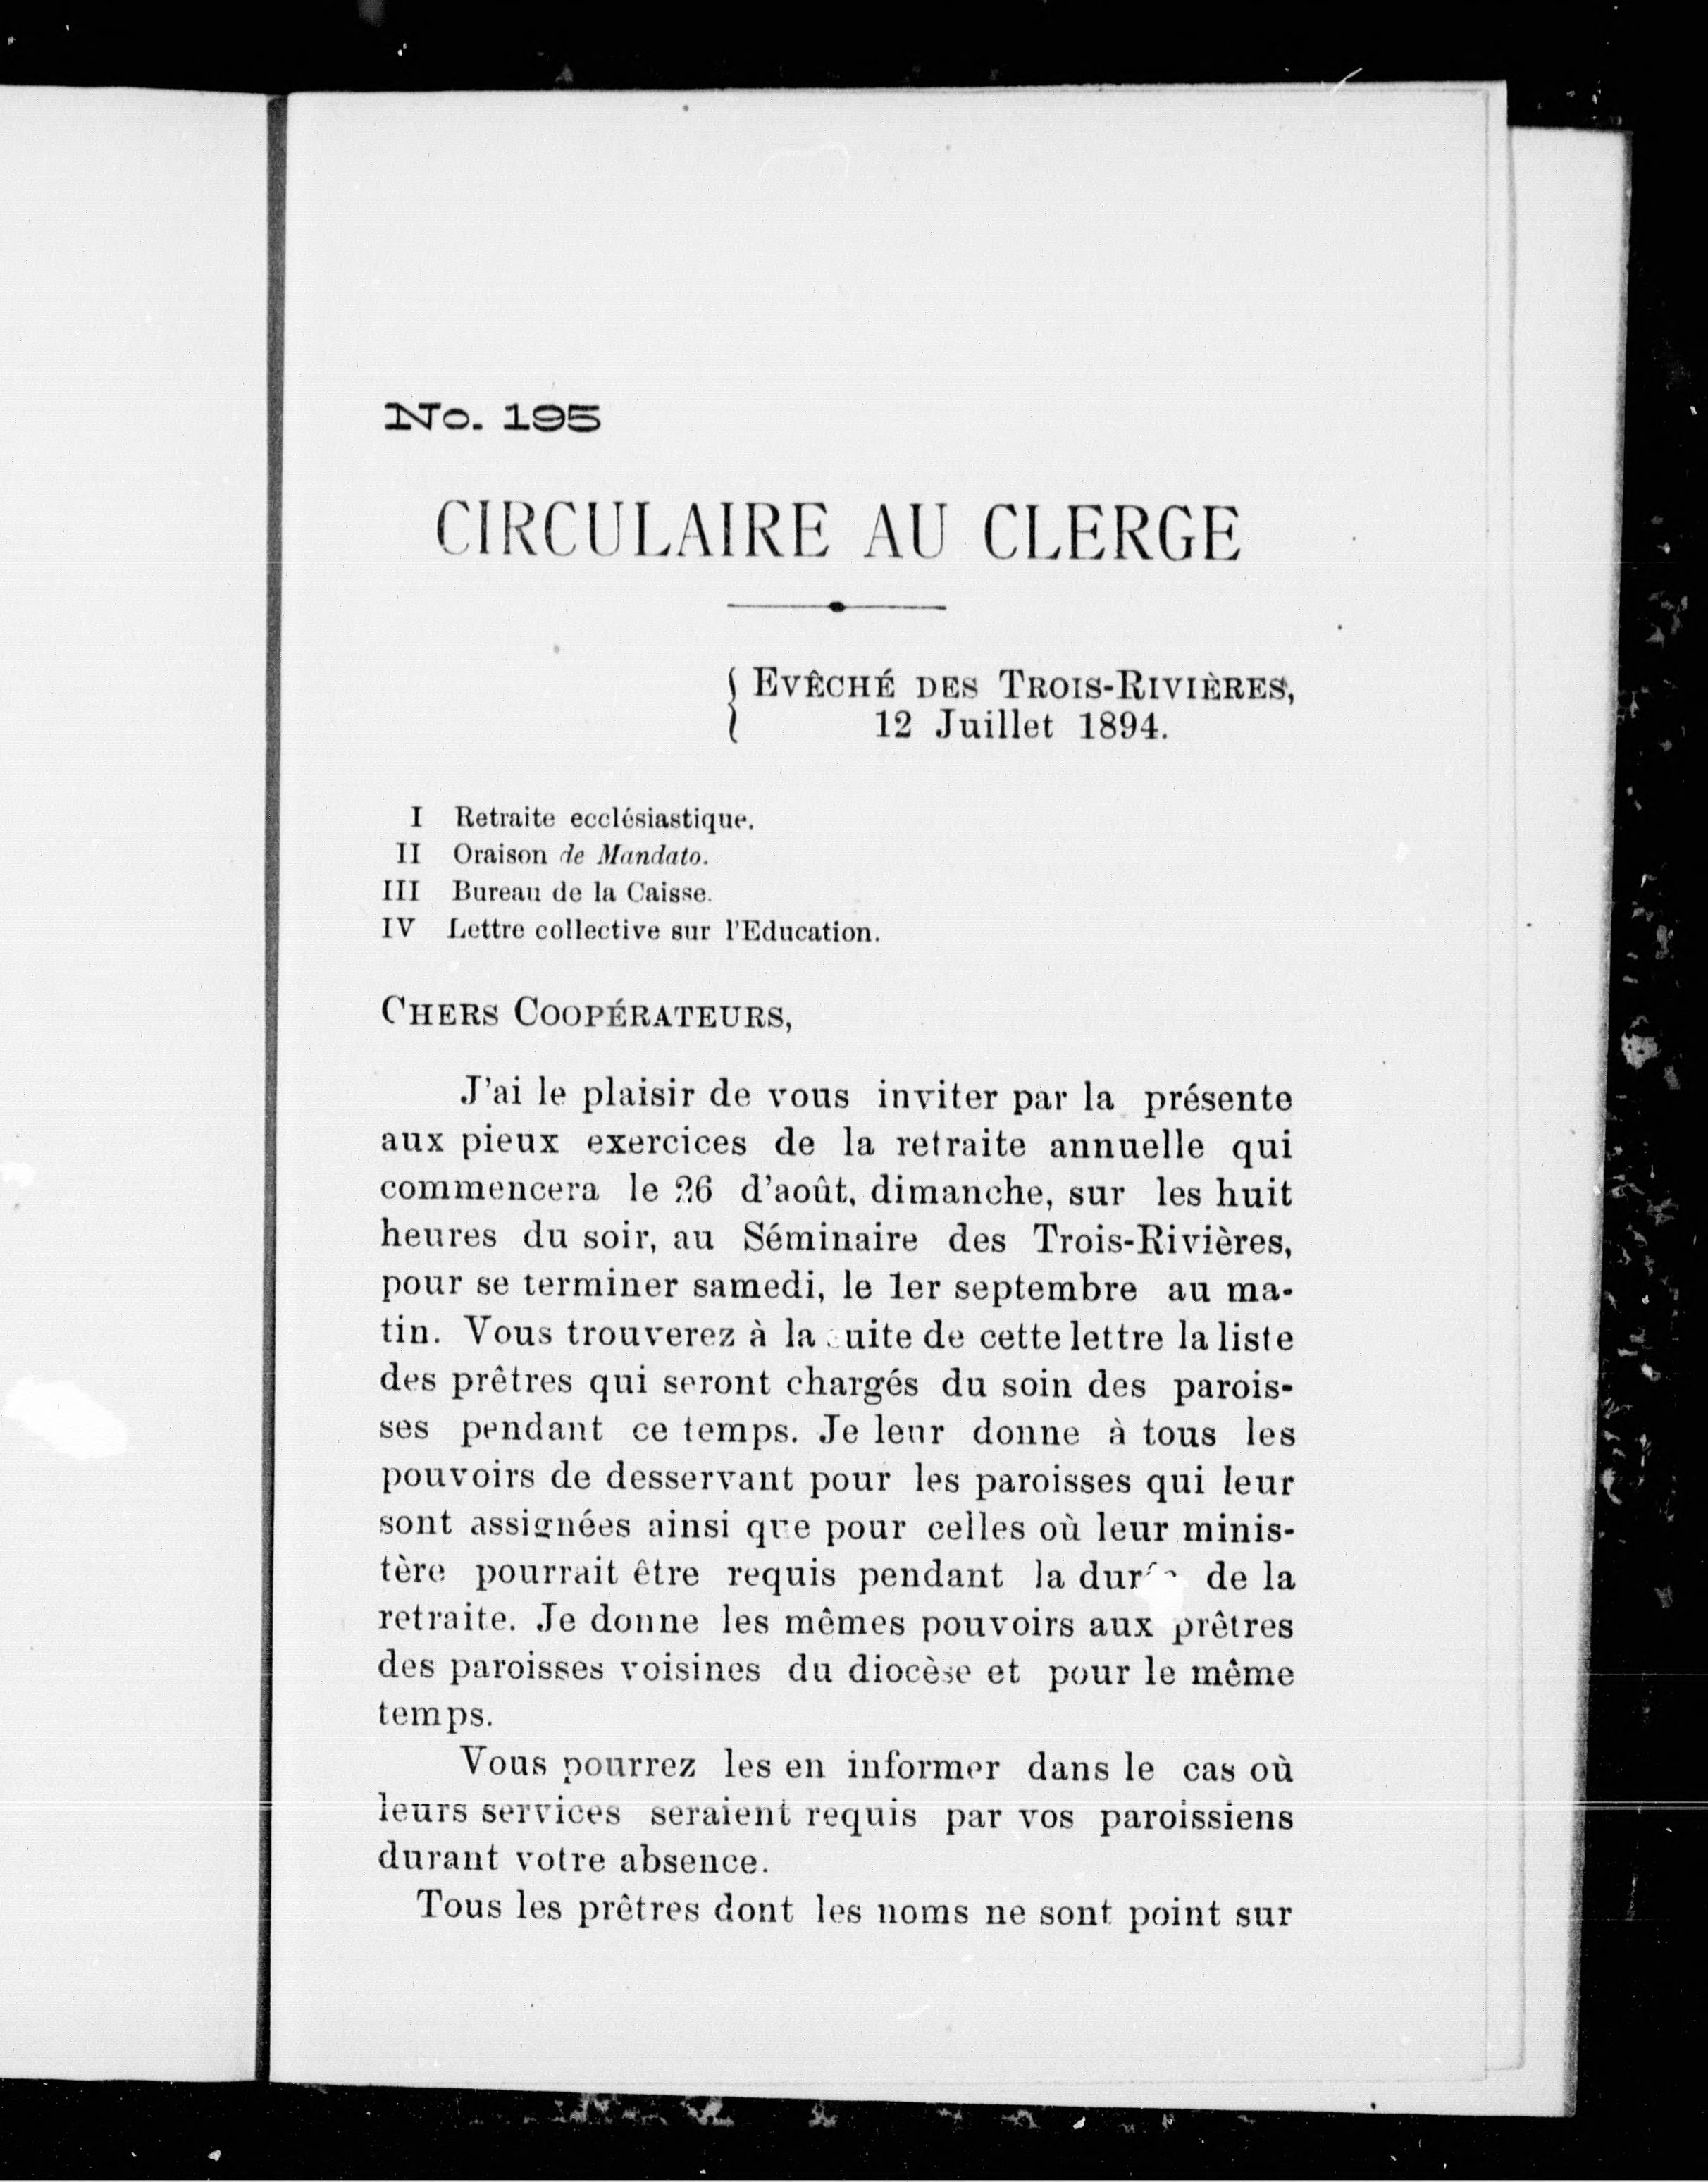 No. 195
CIRCULAIRE AU CLERGE
EVÊCHÉ DES TROIS-RIVIÈRES,
12 Juillet 1894.
I Retraite ecclésiastique.
II Oraison de Mandato.
III Bureau de la Caisse.
IV Lettre collective sur l'Education.
CHERS COOPÉRATEURS,
J'ai le plaisir de vous inviter par la présente
aux pieux exercices de la retraite annuelle qui
commencera le 26 d'août, dimanche, sur les huit
heures du soir, au Séminaire des Trois-Rivières,
pour se terminer samedi, le 1er septembre au ma-
tin. Vous trouverez à la suite de cette lettre la liste
des prêtres qui seront chargés du soin des parois-
ses pendant ce temps. Je leur donne à tous les
pouvoirs de desservant pour les paroisses qui leur
sont assignées ainsi que pour celles où leur minis-
tère pourrait être requis pendant la durée de la
retraite. Je donne les mêmes pouvoirs aux prêtres
des paroisses voisines du diocèse et pour le même
temps.
Vous pourrez les en informer dans le cas où
leurs services seraient requis par vos paroissiens
durant votre absence.
Tous les prêtres dont les noms ne sont point sur